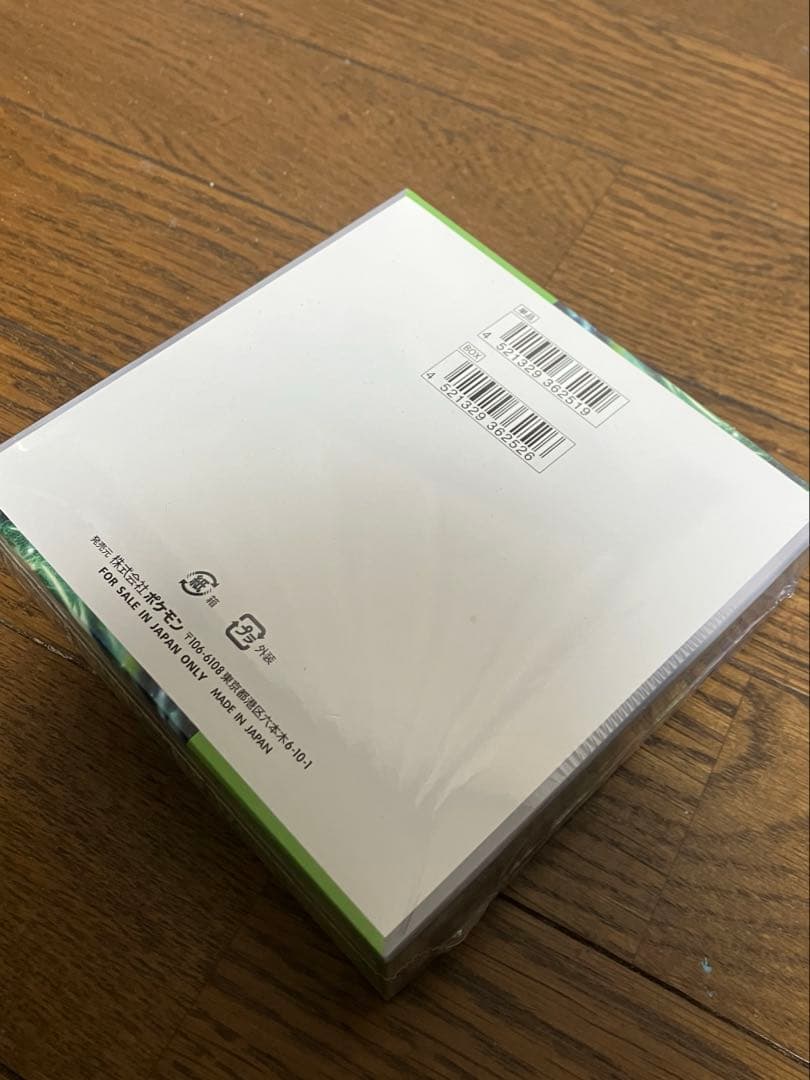 単品
4 521329 362519
BOX
4 521329 362526
紙 箱
プラ 外装
発売元 株式会社ポケモン 〒106-6108 東京都港区六本木6-10-1
FOR SALE IN JAPAN ONLY MADE IN JAPAN